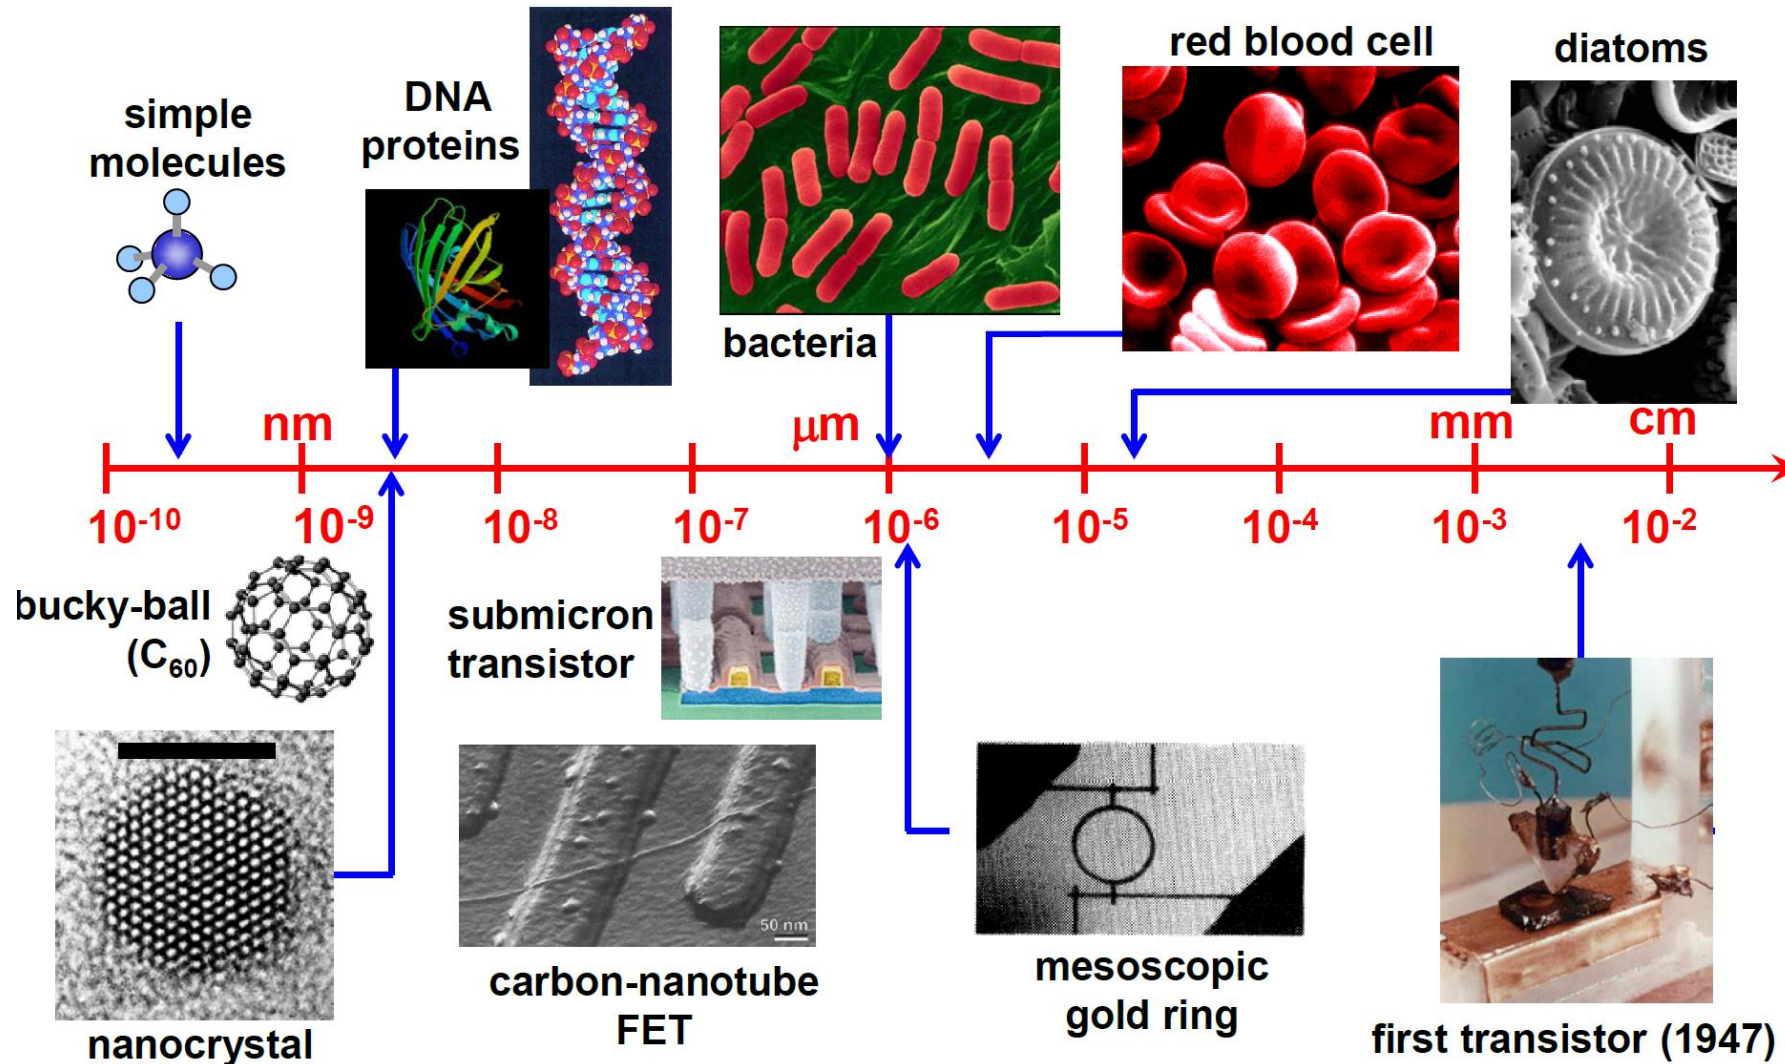 simple
molecules
DNA
proteins
bacteria
red blood cell
diatoms
nm
μm
mm
cm
10⁻¹⁰
10⁻⁹
10⁻⁸
10⁻⁷
10⁻⁶
10⁻⁵
10⁻⁴
10⁻³
10⁻²
bucky-ball
(C₆₀)
submicron
transistor
50 nm
nanocrystal
carbon-nanotube
FET
mesoscopic
gold ring
first transistor (1947)